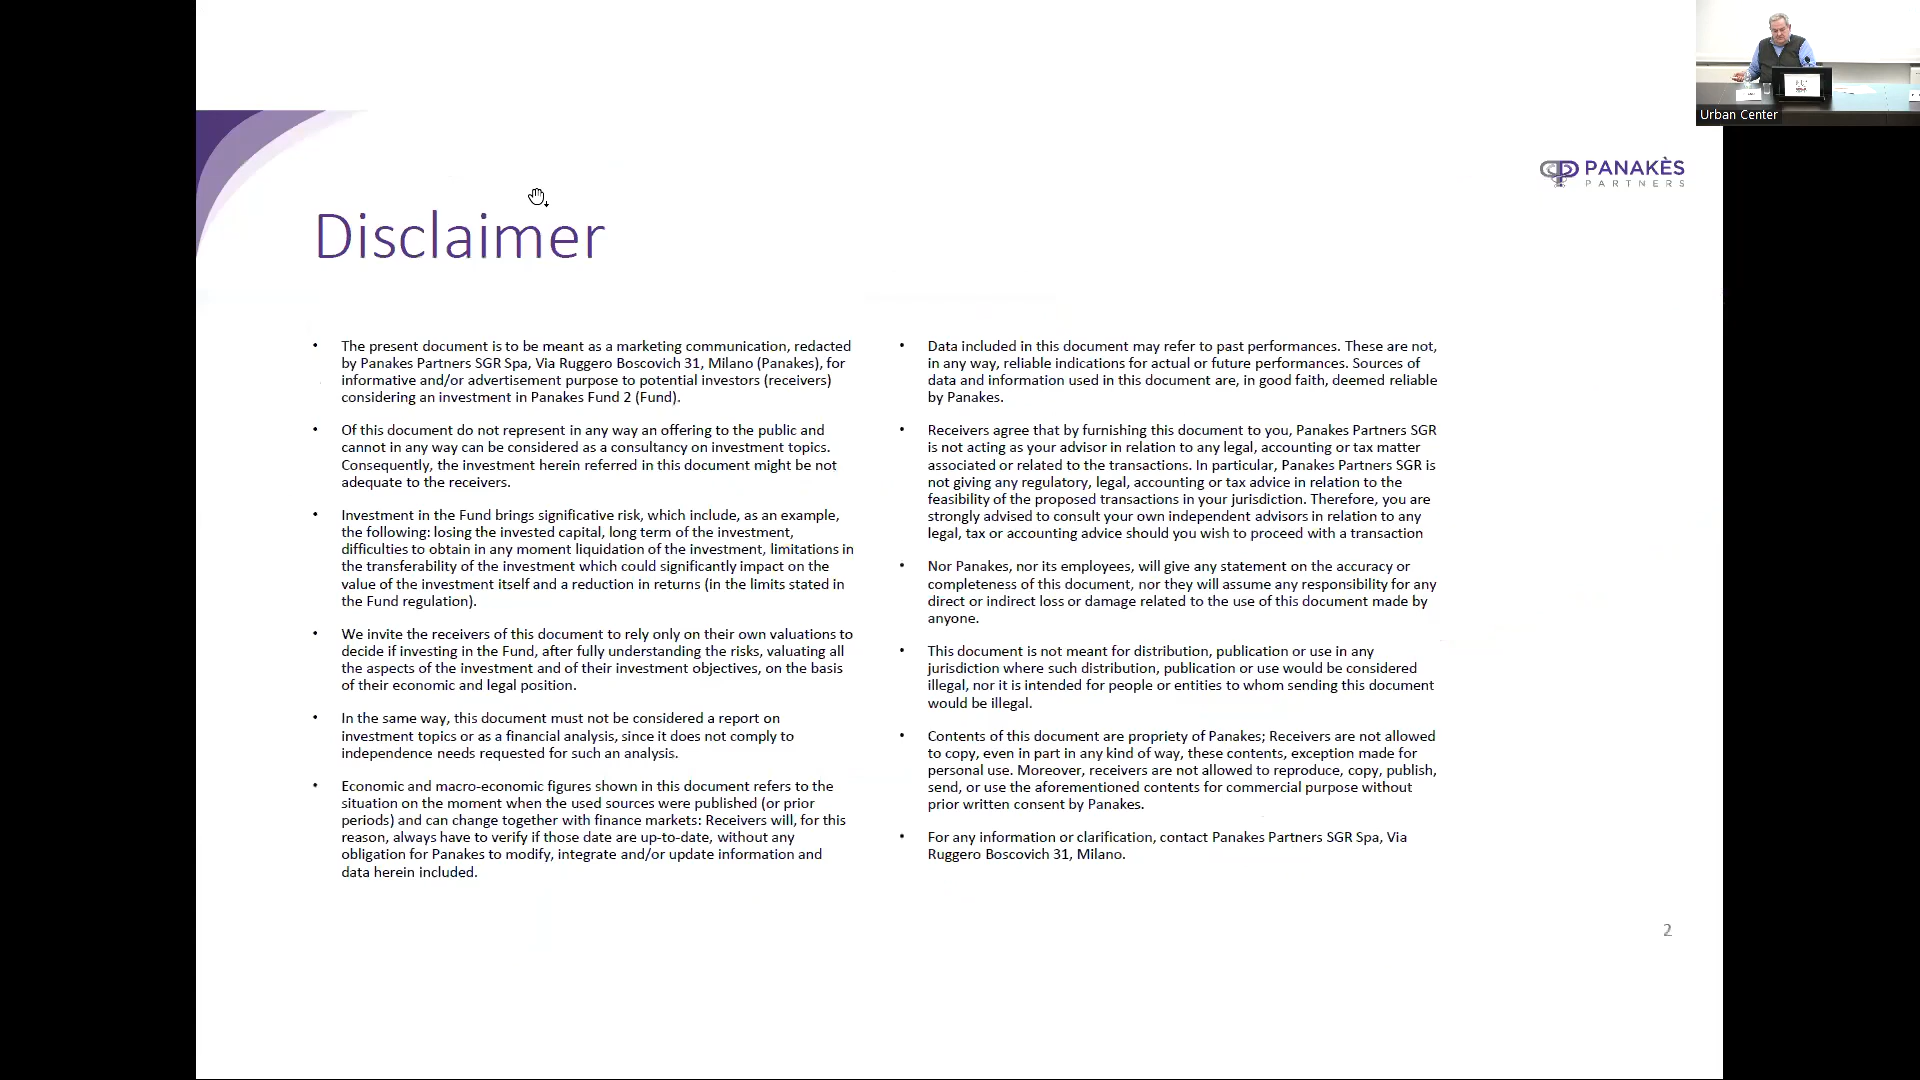 Urban Center
PANAKÈS
PARTNERS
Disclaimer
• The present document is to be meant as a marketing communication, redacted
by Panakes Partners SGR Spa, Via Ruggero Boscovich 31, Milano (Panakes), for
informative and/or advertisement purpose to potential investors (receivers)
considering an investment in Panakes Fund 2 (Fund).
• Of this document do not represent in any way an offering to the public and
cannot in any way can be considered as a consultancy on investment topics.
Consequently, the investment herein referred in this document might be not
adequate to the receivers.
• Investment in the Fund brings significative risk, which include, as an example,
the following: losing the invested capital, long term of the investment,
difficulties to obtain in any moment liquidation of the investment, limitations in
the transferability of the investment which could significantly impact on the
value of the investment itself and a reduction in returns (in the limits stated in
the Fund regulation).
• We invite the receivers of this document to rely only on their own valuations to
decide if investing in the Fund, after fully understanding the risks, valuating all
the aspects of the investment and of their investment objectives, on the basis
of their economic and legal position.
• In the same way, this document must not be considered a report on
investment topics or as a financial analysis, since it does not comply to
independence needs requested for such an analysis.
• Economic and macro-economic figures shown in this document refers to the
situation on the moment when the used sources were published (or prior
periods) and can change together with finance markets: Receivers will, for this
reason, always have to verify if those date are up-to-date, without any
obligation for Panakes to modify, integrate and/or update information and
data herein included.
• Data included in this document may refer to past performances. These are not,
in any way, reliable indications for actual or future performances. Sources of
data and information used in this document are, in good faith, deemed reliable
by Panakes.
• Receivers agree that by furnishing this document to you, Panakes Partners SGR
is not acting as your advisor in relation to any legal, accounting or tax matter
associated or related to the transactions. In particular, Panakes Partners SGR is
not giving any regulatory, legal, accounting or tax advice in relation to the
feasibility of the proposed transactions in your jurisdiction. Therefore, you are
strongly advised to consult your own independent advisors in relation to any
legal, tax or accounting advice should you wish to proceed with a transaction
• Nor Panakes, nor its employees, will give any statement on the accuracy or
completeness of this document, nor they will assume any responsibility for any
direct or indirect loss or damage related to the use of this document made by
anyone.
• This document is not meant for distribution, publication or use in any
jurisdiction where such distribution, publication or use would be considered
illegal, nor it is intended for people or entities to whom sending this document
would be illegal.
• Contents of this document are propriety of Panakes; Receivers are not allowed
to copy, even in part in any kind of way, these contents, exception made for
personal use. Moreover, receivers are not allowed to reproduce, copy, publish,
send, or use the aforementioned contents for commercial purpose without
prior written consent by Panakes.
• For any information or clarification, contact Panakes Partners SGR Spa, Via
Ruggero Boscovich 31, Milano.
2